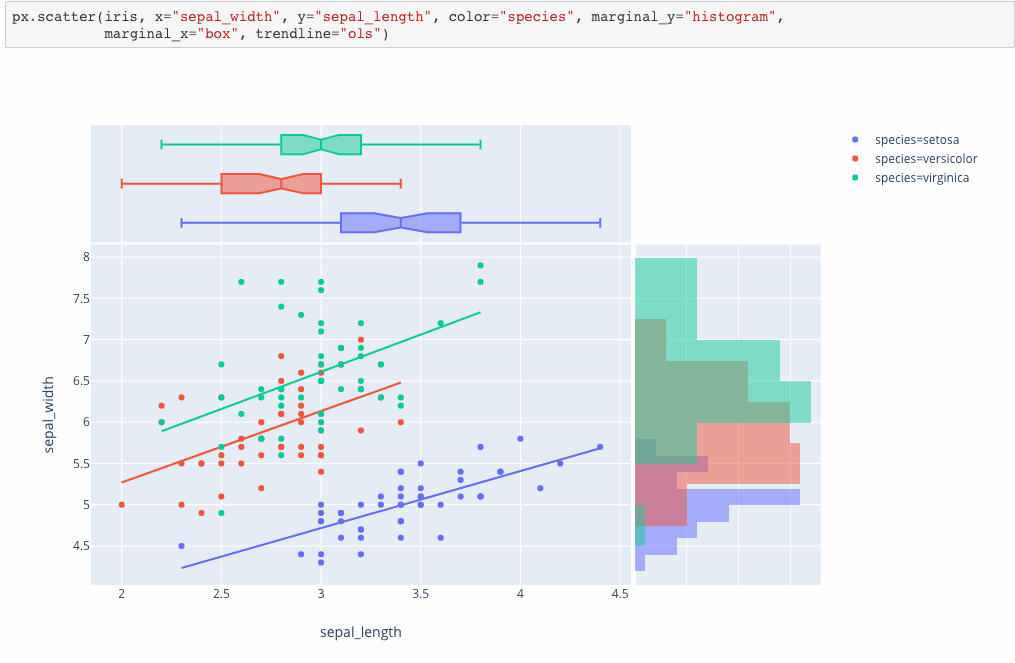 px.scatter(iris, x="sepal_width", y="sepal_length", color="species", marginal_y="histogram",
marginal_x="box", trendline="ols")
species=setosa
species=versicolor
species=virginica
8
7.5
7
6.5
6
5.5
5
4.5
sepal_width
2
2.5
3
3.5
4
4.5
sepal_length